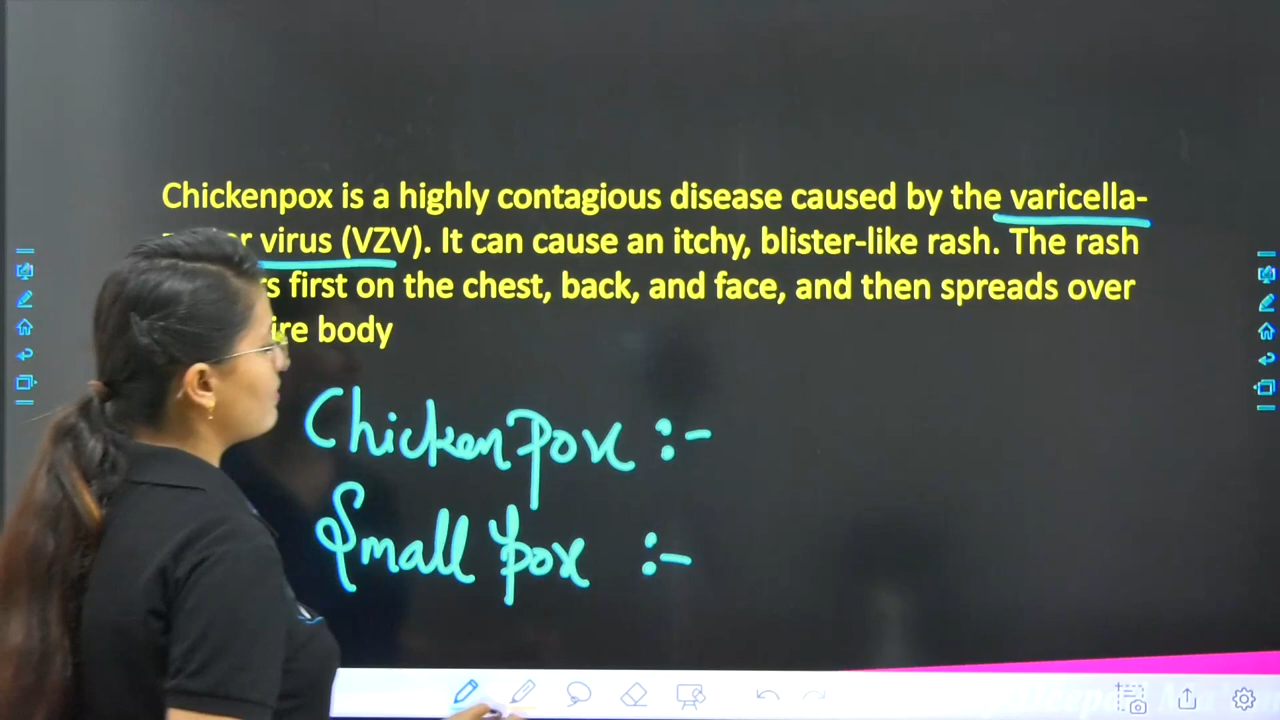 Chickenpox is a highly contagious disease caused by the varicella-
virus (VZV). It can cause an itchy, blister-like rash. The rash
first on the chest, back, and face, and then spreads over
body
Chickenpox :-
Small pox :-